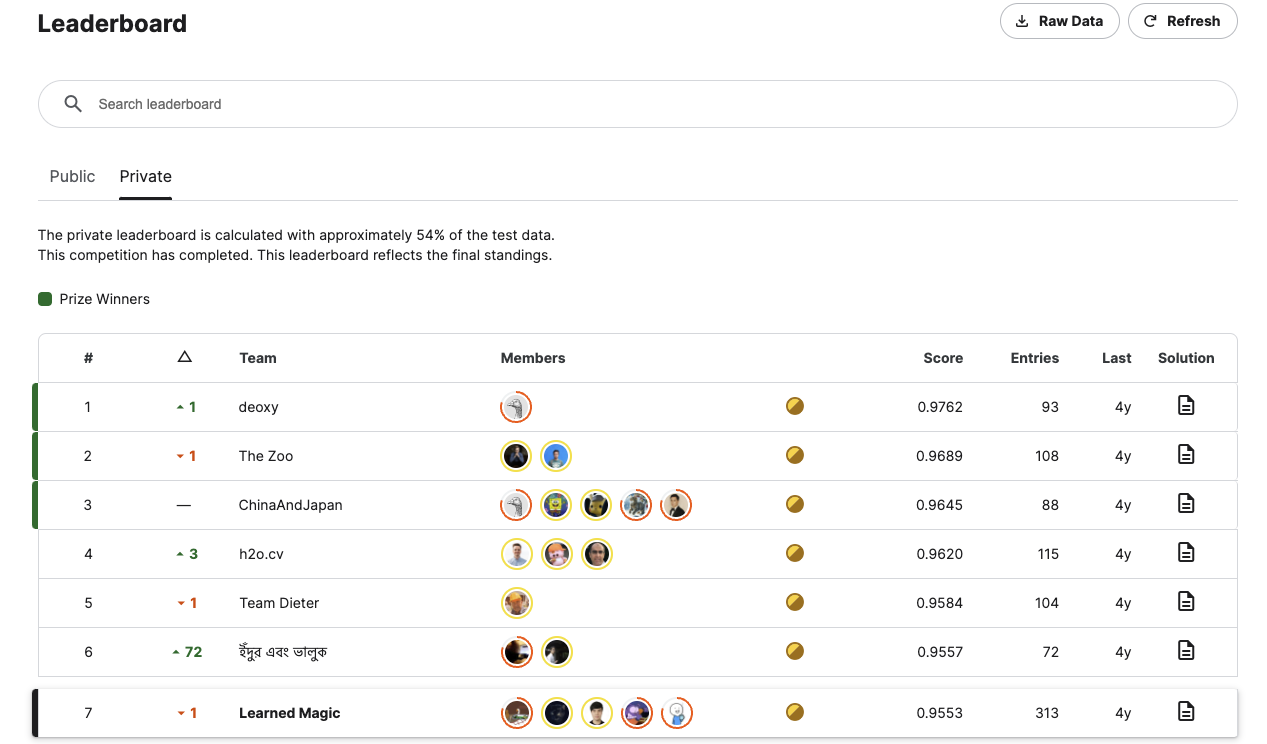 Leaderboard
Raw Data
Refresh
Search leaderboard
Public Private
The private leaderboard is calculated with approximately 54% of the test data.
This competition has completed. This leaderboard reflects the final standings.
Prize Winners
# △ Team Members Score Entries Last Solution
1 1 deoxy 0.9762 93 4y
2 1 The Zoo 0.9689 108 4y
3 — ChinaAndJapan 0.9645 88 4y
4 3 h2o.cv 0.9620 115 4y
5 1 Team Dieter 0.9584 104 4y
6 72 ইঁদুর এবং ভালুক 0.9557 72 4y
7 1 Learned Magic 0.9553 313 4y